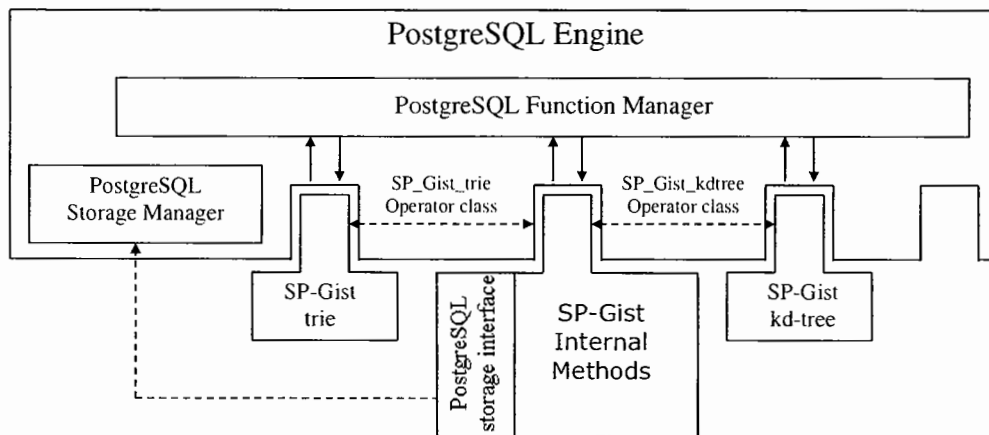 PostgreSQL Engine
PostgreSQL Function Manager
PostgreSQL
Storage Manager
SP_Gist_trie
Operator class
SP_Gist_kdtree
Operator class
SP-Gist
trie
PostgreSQL
storage interface
SP-Gist
Internal
Methods
SP-Gist
kd-tree